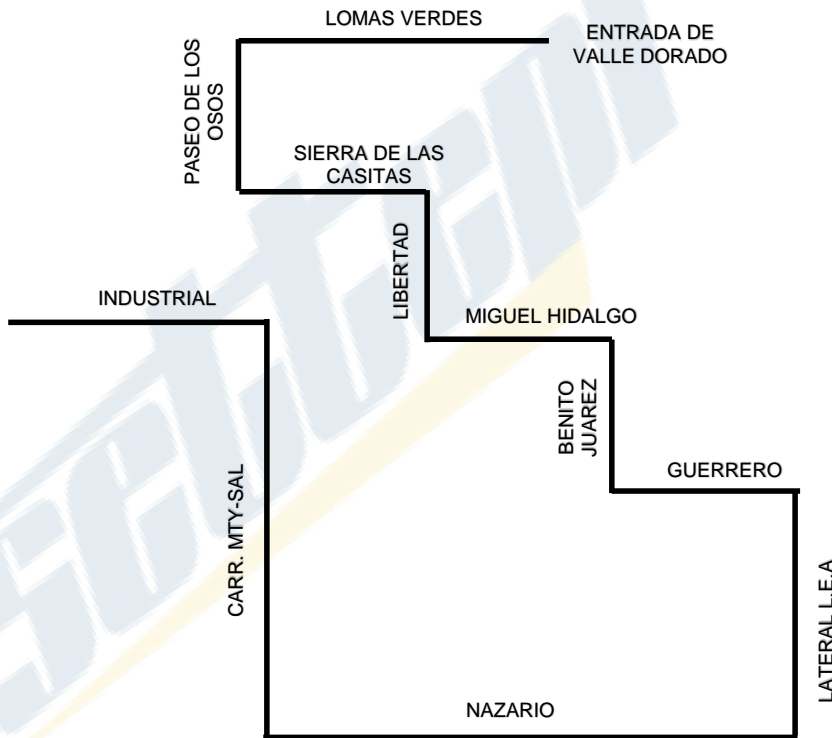 LOMAS VERDES
ENTRADA DE
VALLE DORADO
PASEO DE LOS
OSOS
SIERRA DE LAS
CASITAS
LIBERTAD
INDUSTRIAL
MIGUEL HIDALGO
BENITO
JUAREZ
GUERRERO
CARR. MTY-SAL
LATERAL L.E.A
NAZARIO
settepi